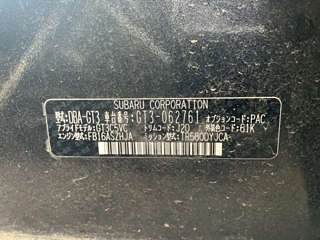 SUBARU CORPORATION
型式 DBA-GT3 車台番号 GT3-062761 オプションコード PAC
アプライドモデル GT3C5VC トリムコード J20 外装色コード 61K
エンジン型式 FB16ASZHJA ミッション型式 TR580DYJCA